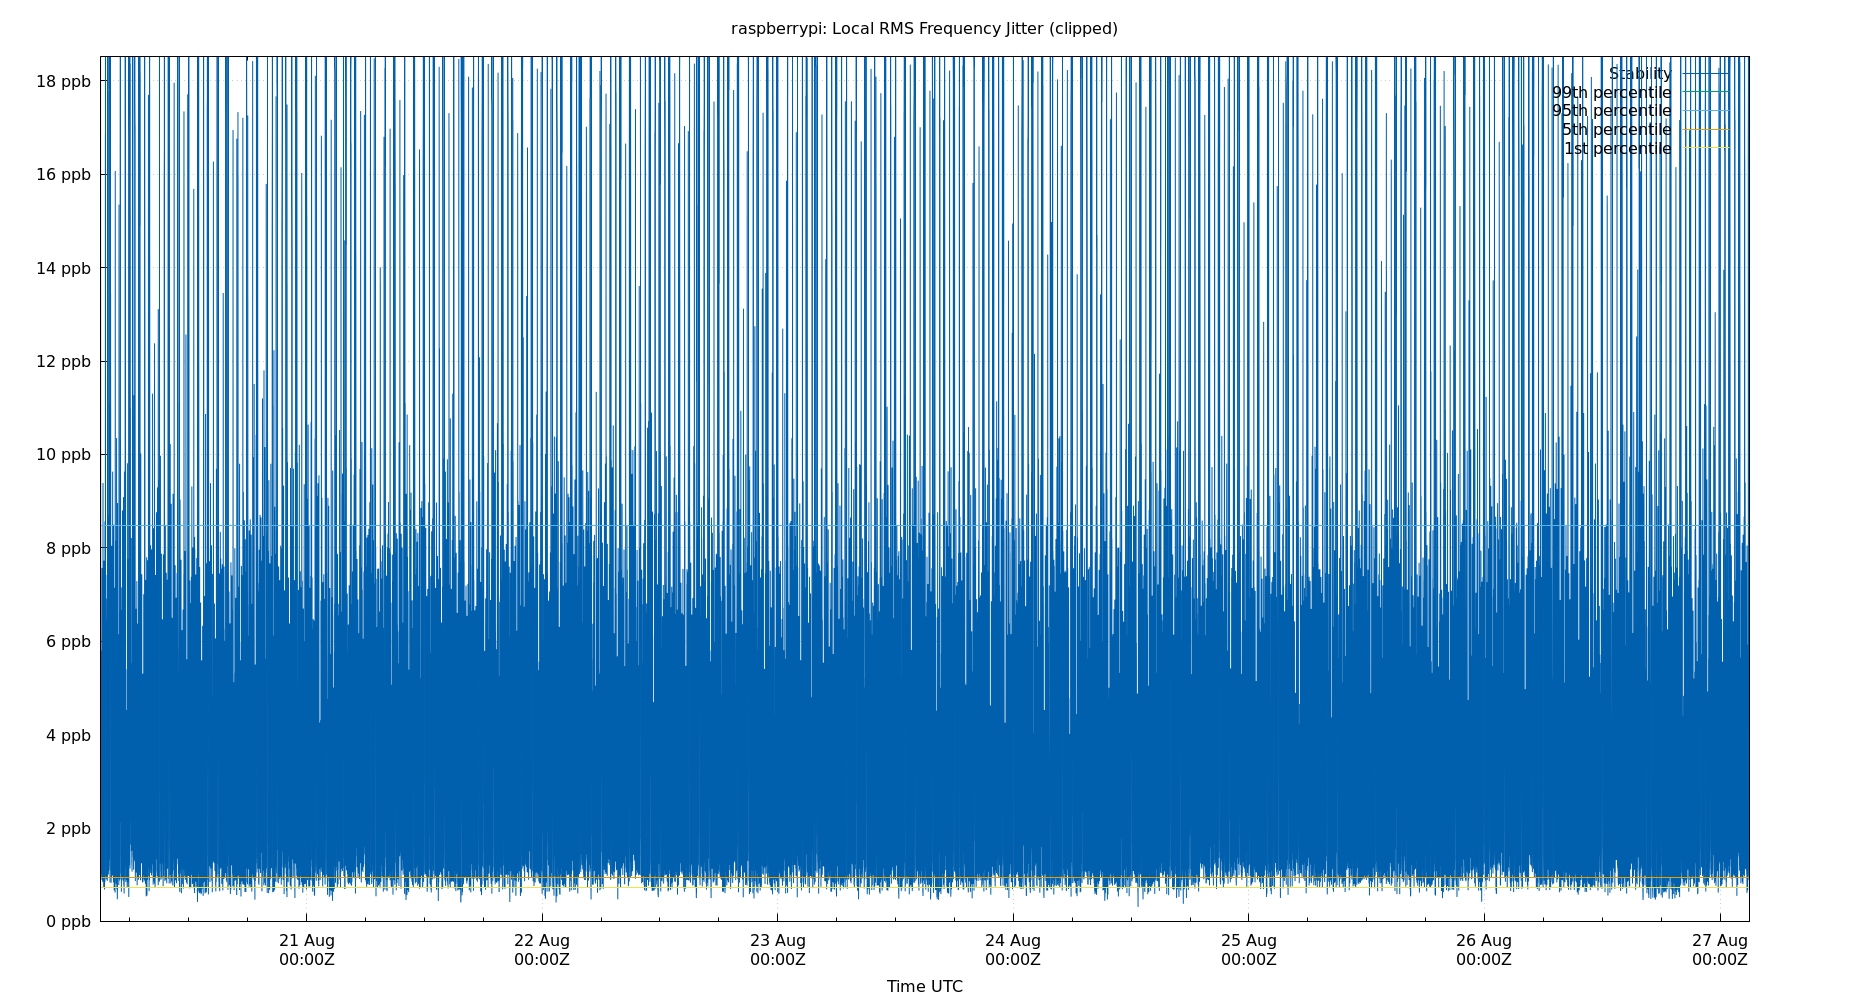 raspberrypi: Local RMS Frequency Jitter (clipped)
18 ppb
16 ppb
14 ppb
12 ppb
10 ppb
8 ppb
6 ppb
4 ppb
2 ppb
0 ppb
Stability
99th percentile
95th percentile
5th percentile
1st percentile
21 Aug
00:00Z
22 Aug
00:00Z
23 Aug
00:00Z
24 Aug
00:00Z
25 Aug
00:00Z
26 Aug
00:00Z
27 Aug
00:00Z
Time UTC